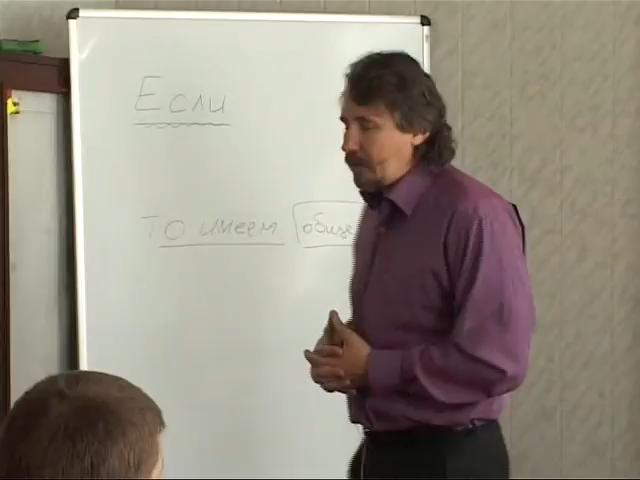 Если
то имеем